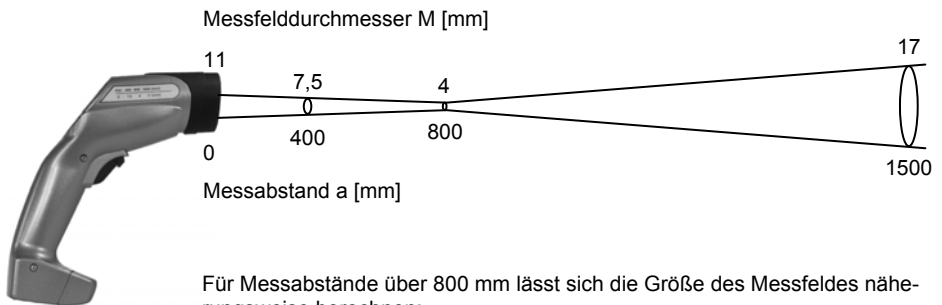 Messfelddurchmesser M [mm]
11
7,5
4
17
0
400
800
1500
Messabstand a [mm]
Für Messabstände über 800 mm lässt sich die Größe des Messfeldes nähe-
rungsweise berechnen: